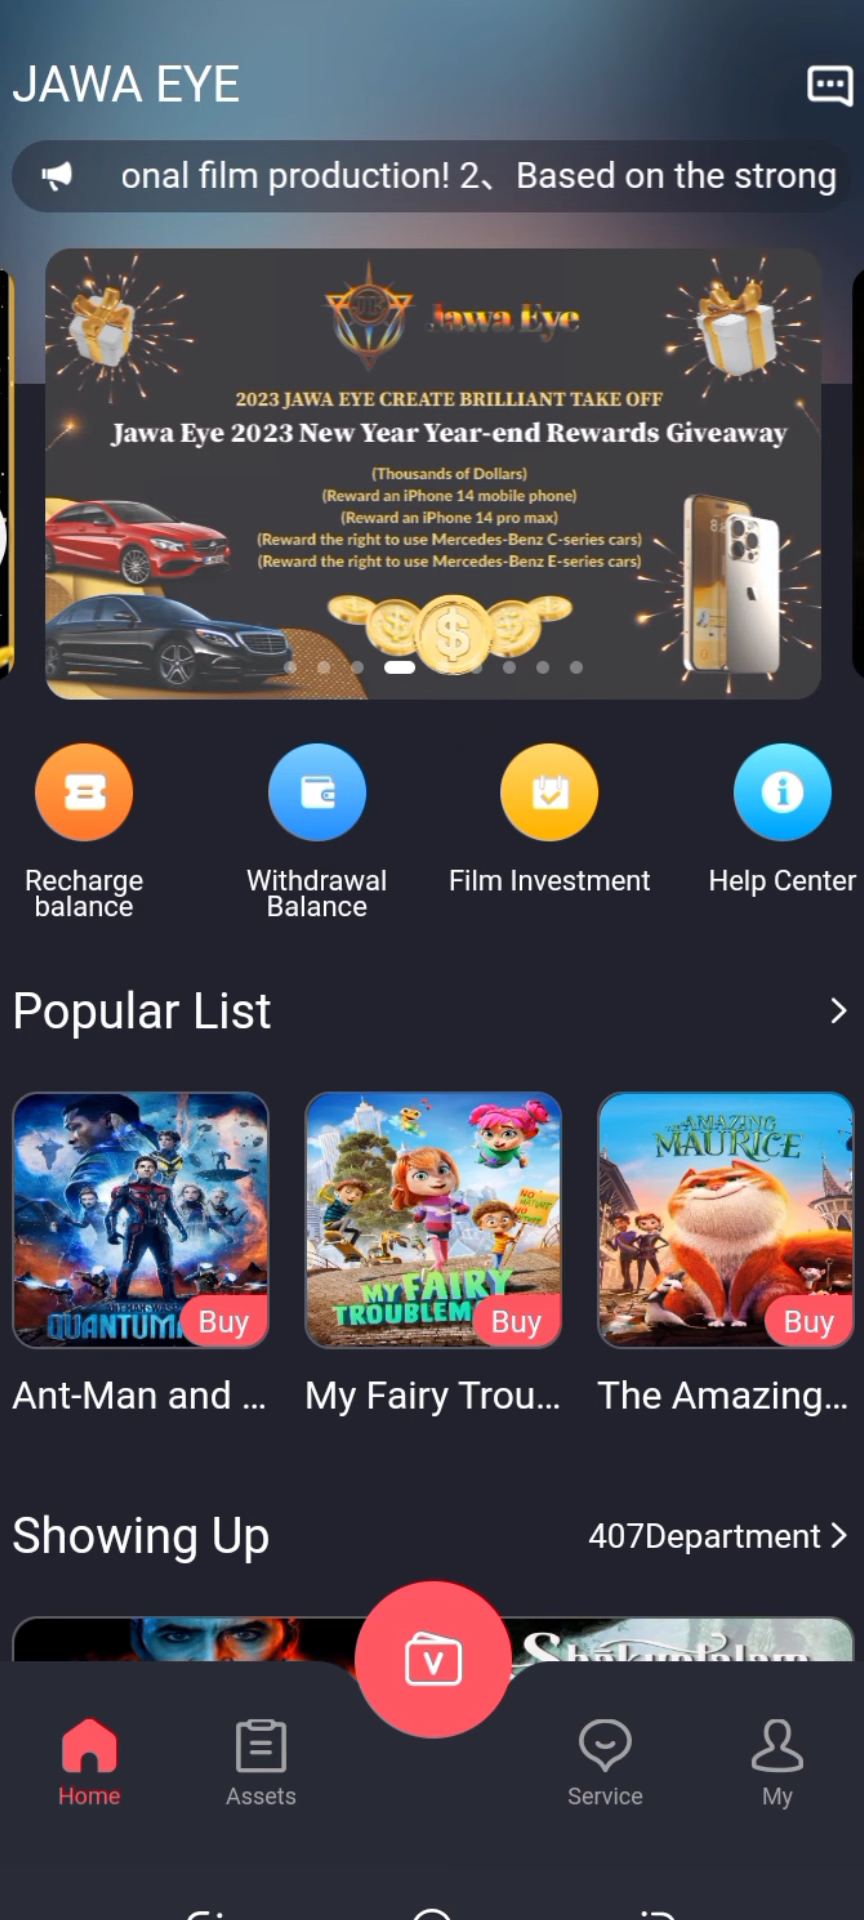 JAWA EYE
onal film production! 2、 Based on the strong
Jawa Eye
2023 JAWA EYE CREATE BRILLIANT TAKE OFF
Jawa Eye 2023 New Year Year-end Rewards Giveaway
(Thousands of Dollars)
(Reward an iPhone 14 mobile phone)
(Reward an iPhone 14 pro max)
(Reward the right to use Mercedes-Benz C-series cars)
(Reward the right to use Mercedes-Benz E-series cars)
Recharge balance
Withdrawal Balance
Film Investment
Help Center
Popular List
THE AMAZING
MAURICE
NO NATURE
NO
MY FAIRY
TROUBLEM
QUANTUM
Buy
Buy
Buy
Ant-Man and ...
My Fairy Trou...
The Amazing...
Showing Up
407Department
Shakuntalam
V
Home
Assets
Service
My